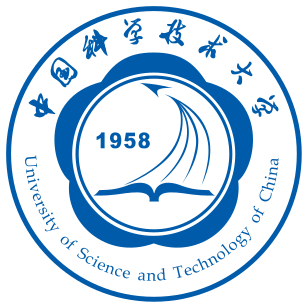 中国科学技术大学
1958
University of Science and Technology of China